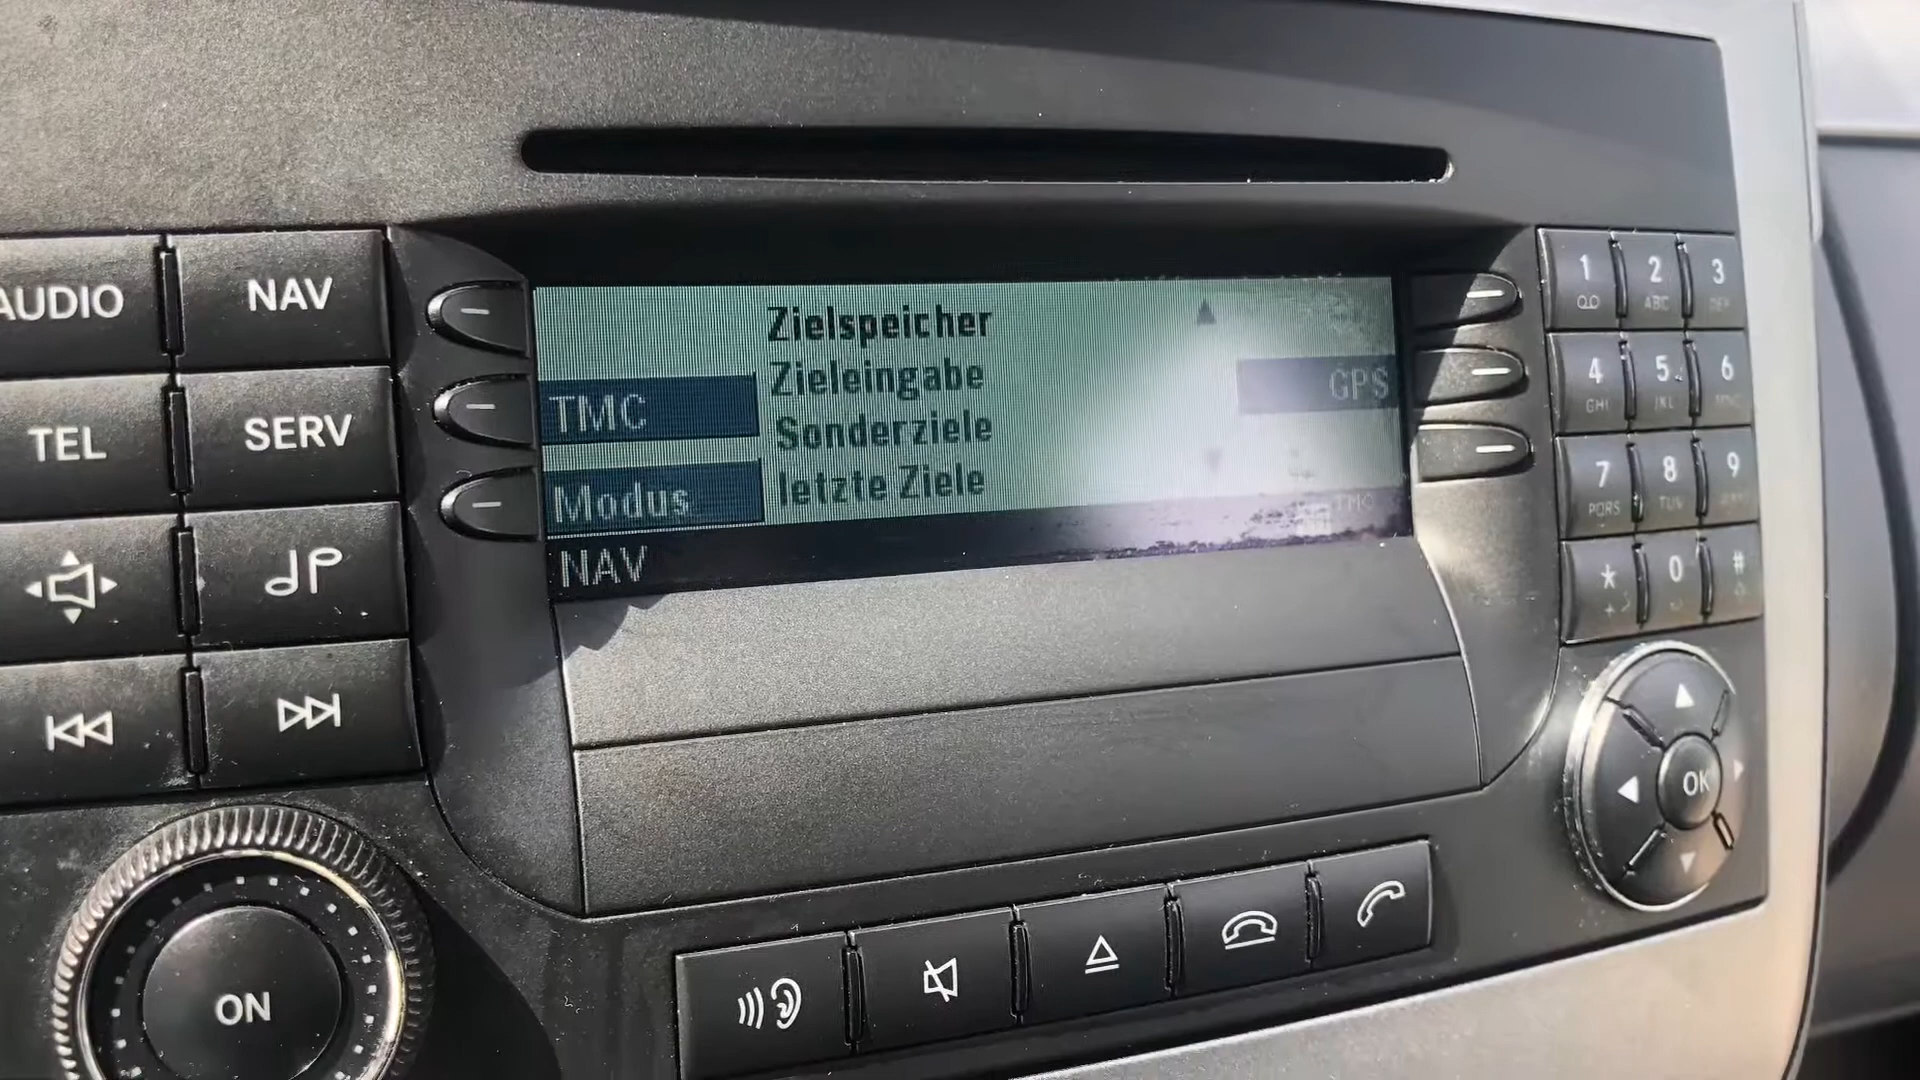 AUDIO NAV
TEL SERV
ON
Zielspeicher
Zieleingabe
TMC
GPS
Sonderziele
Modus
letzte Ziele
TMC
NAV
1 2 3
ABC DEF
4 5 6
GHI JKL MNO
7 8 9
PQRS TUV
* 0 #
+
OK